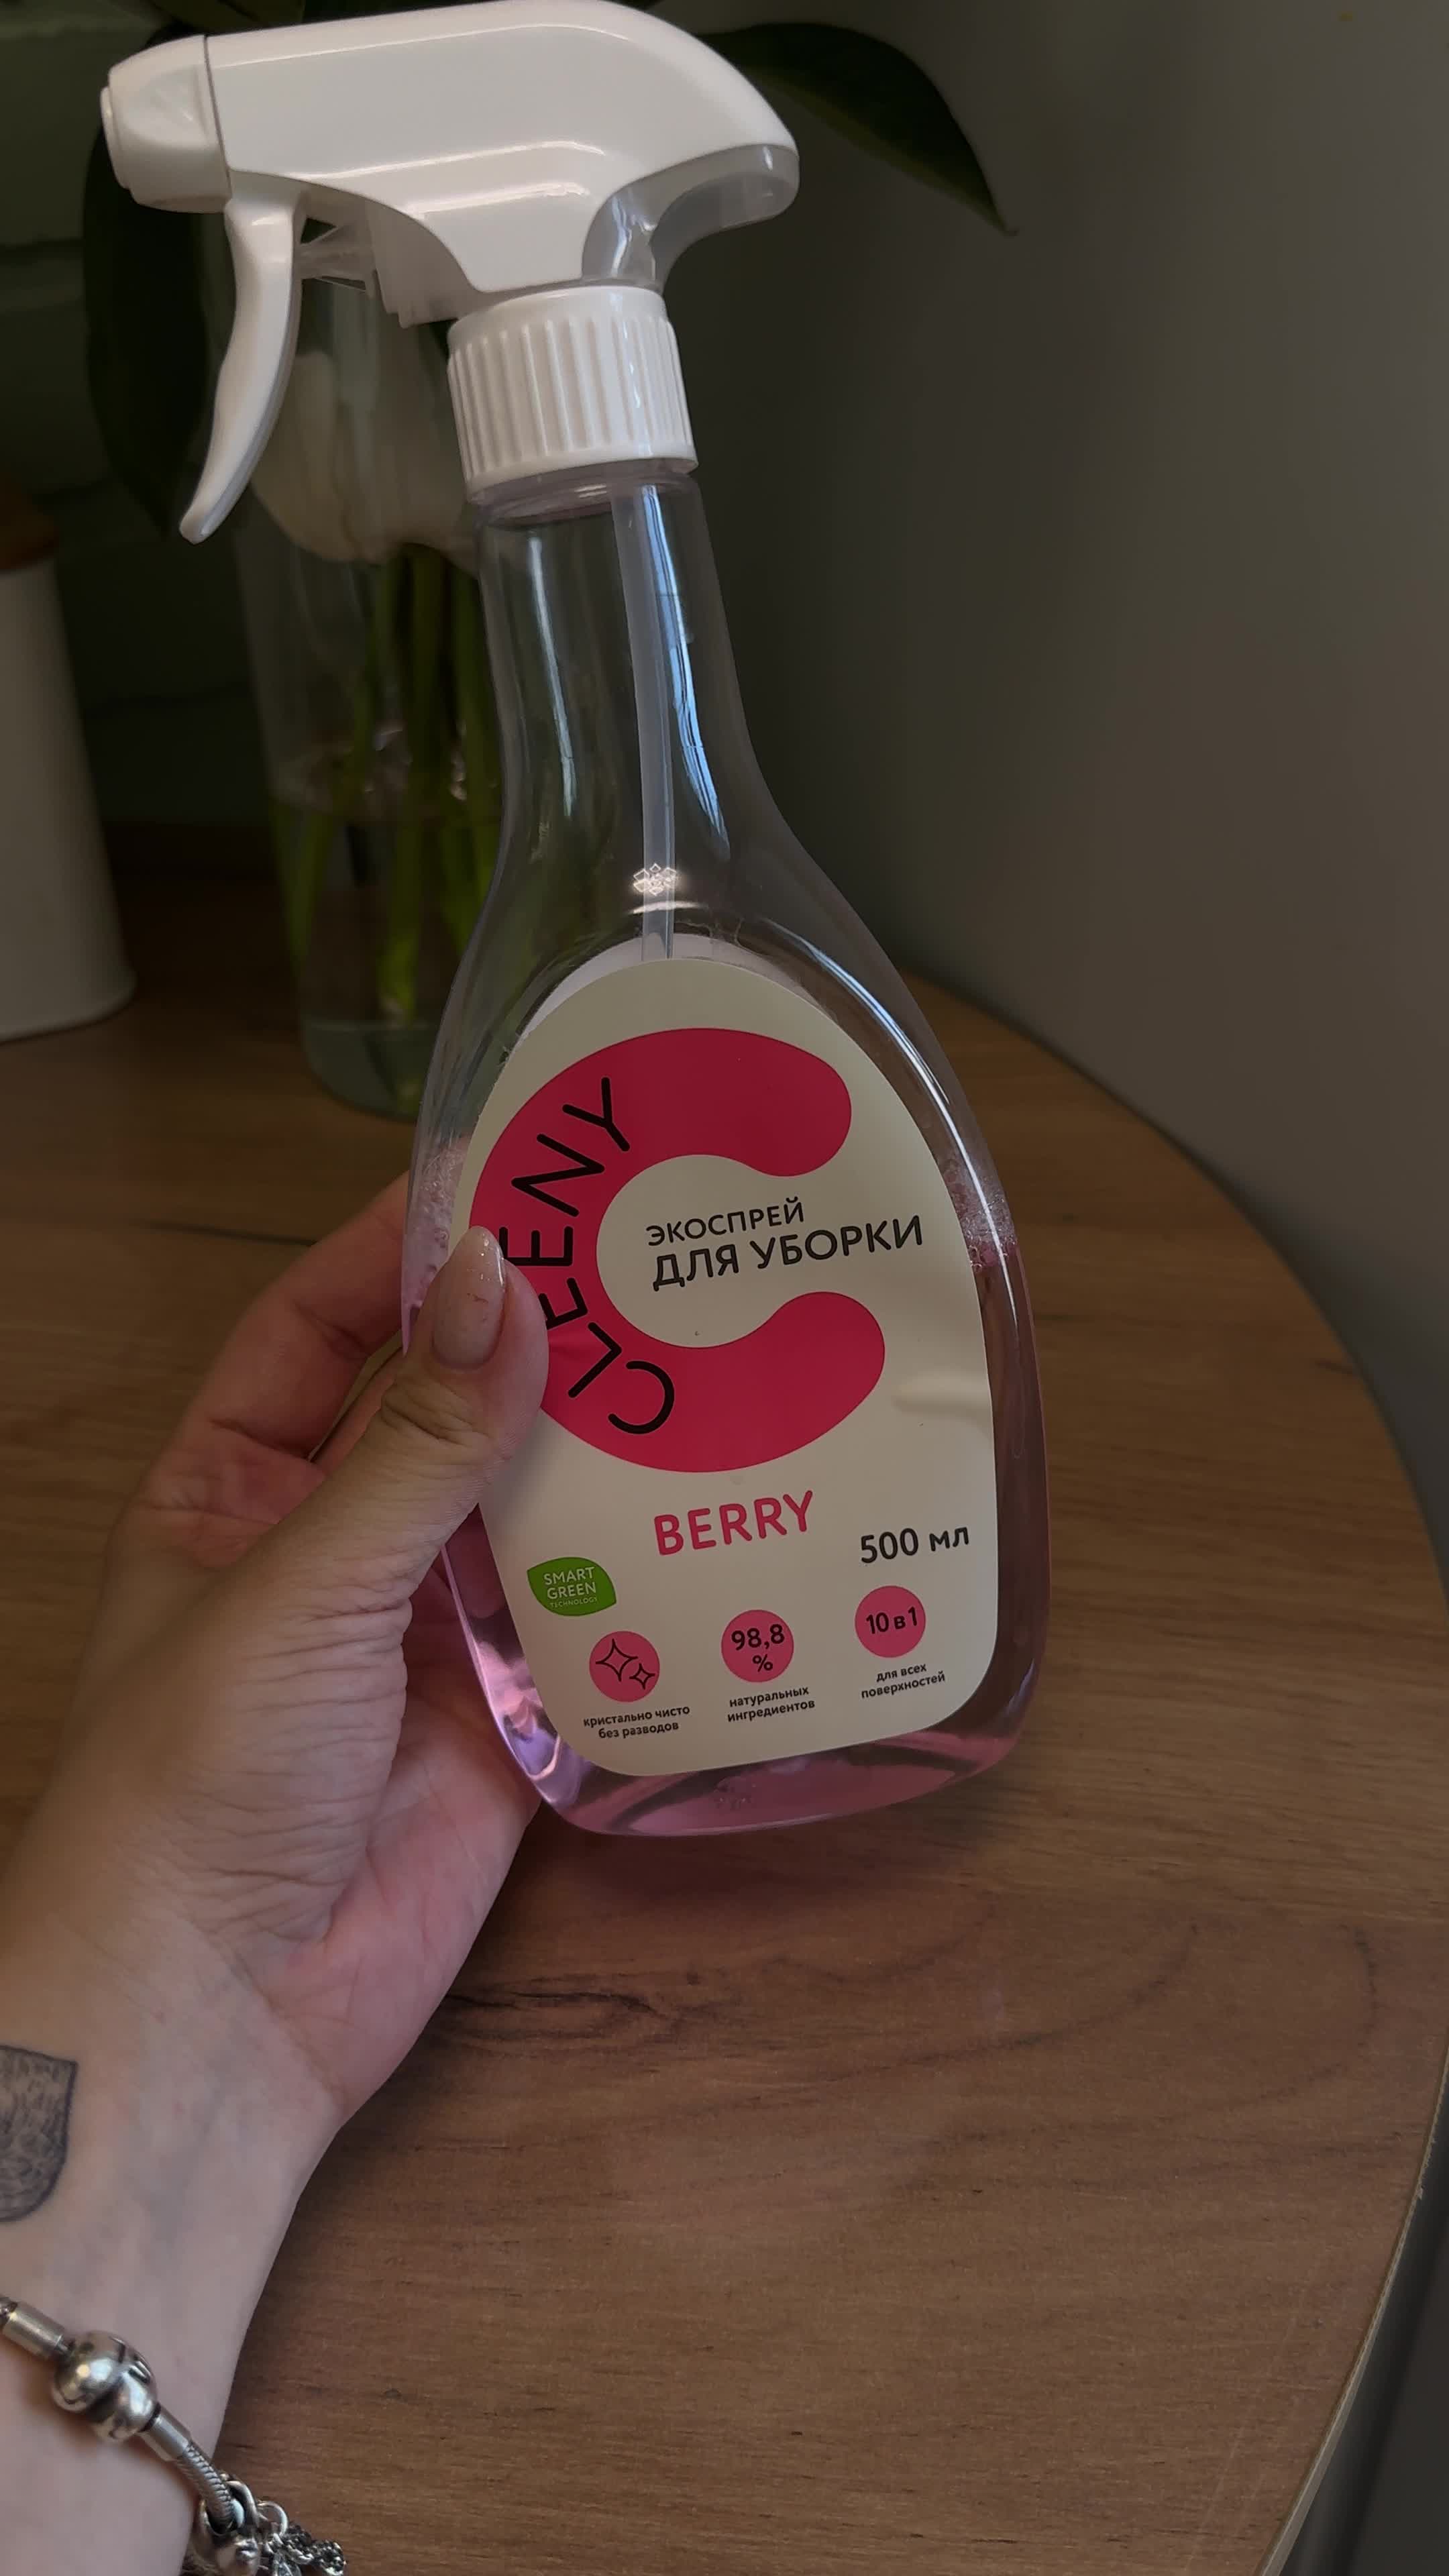 CLEENY
ЭКОСПРЕЙ
ДЛЯ УБОРКИ
BERRY
500 мл
SMART
GREEN
TECHNOLOGY
кристально чисто
без разводов
98,8
%
натуральных
ингредиентов
10 в 1
для всех
поверхностей